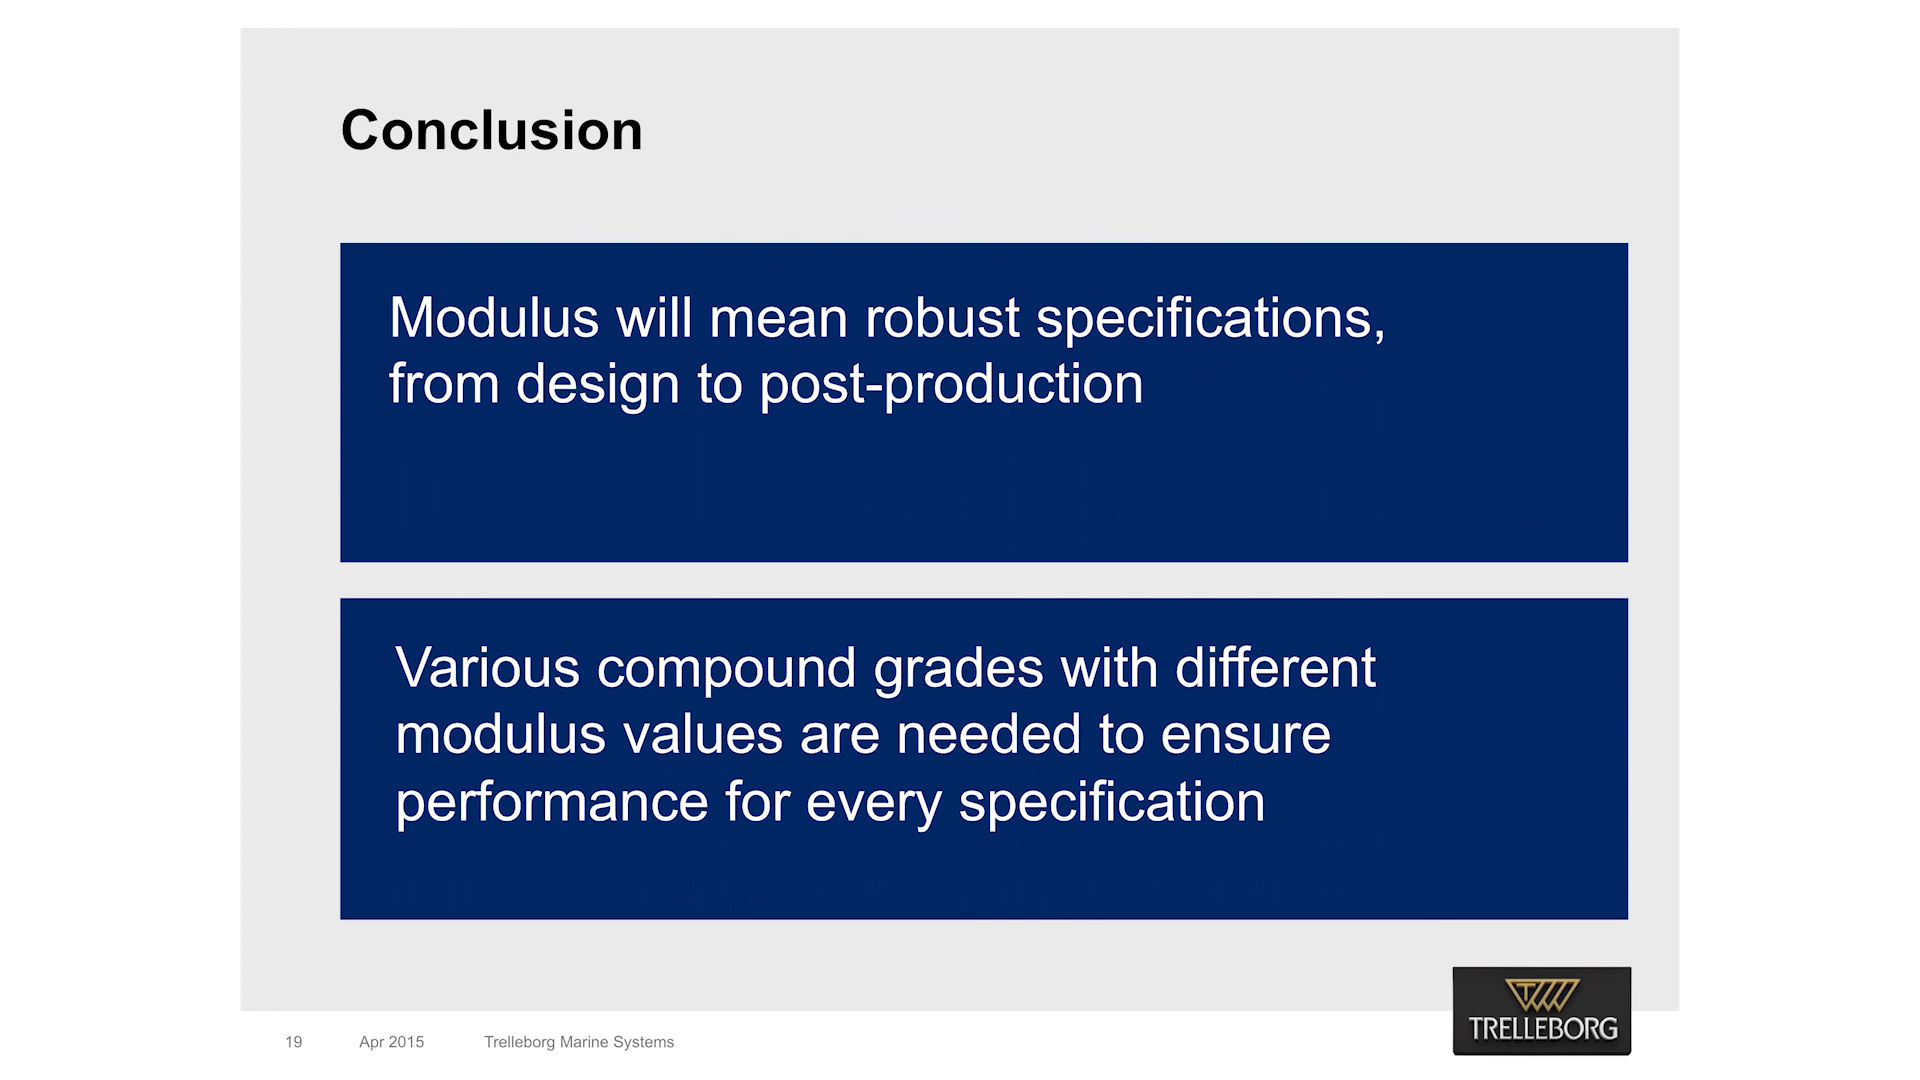 Conclusion
Modulus will mean robust specifications,
from design to post-production
Various compound grades with different
modulus values are needed to ensure
performance for every specification
TRELLEBORG
19 Apr 2015 Trelleborg Marine Systems